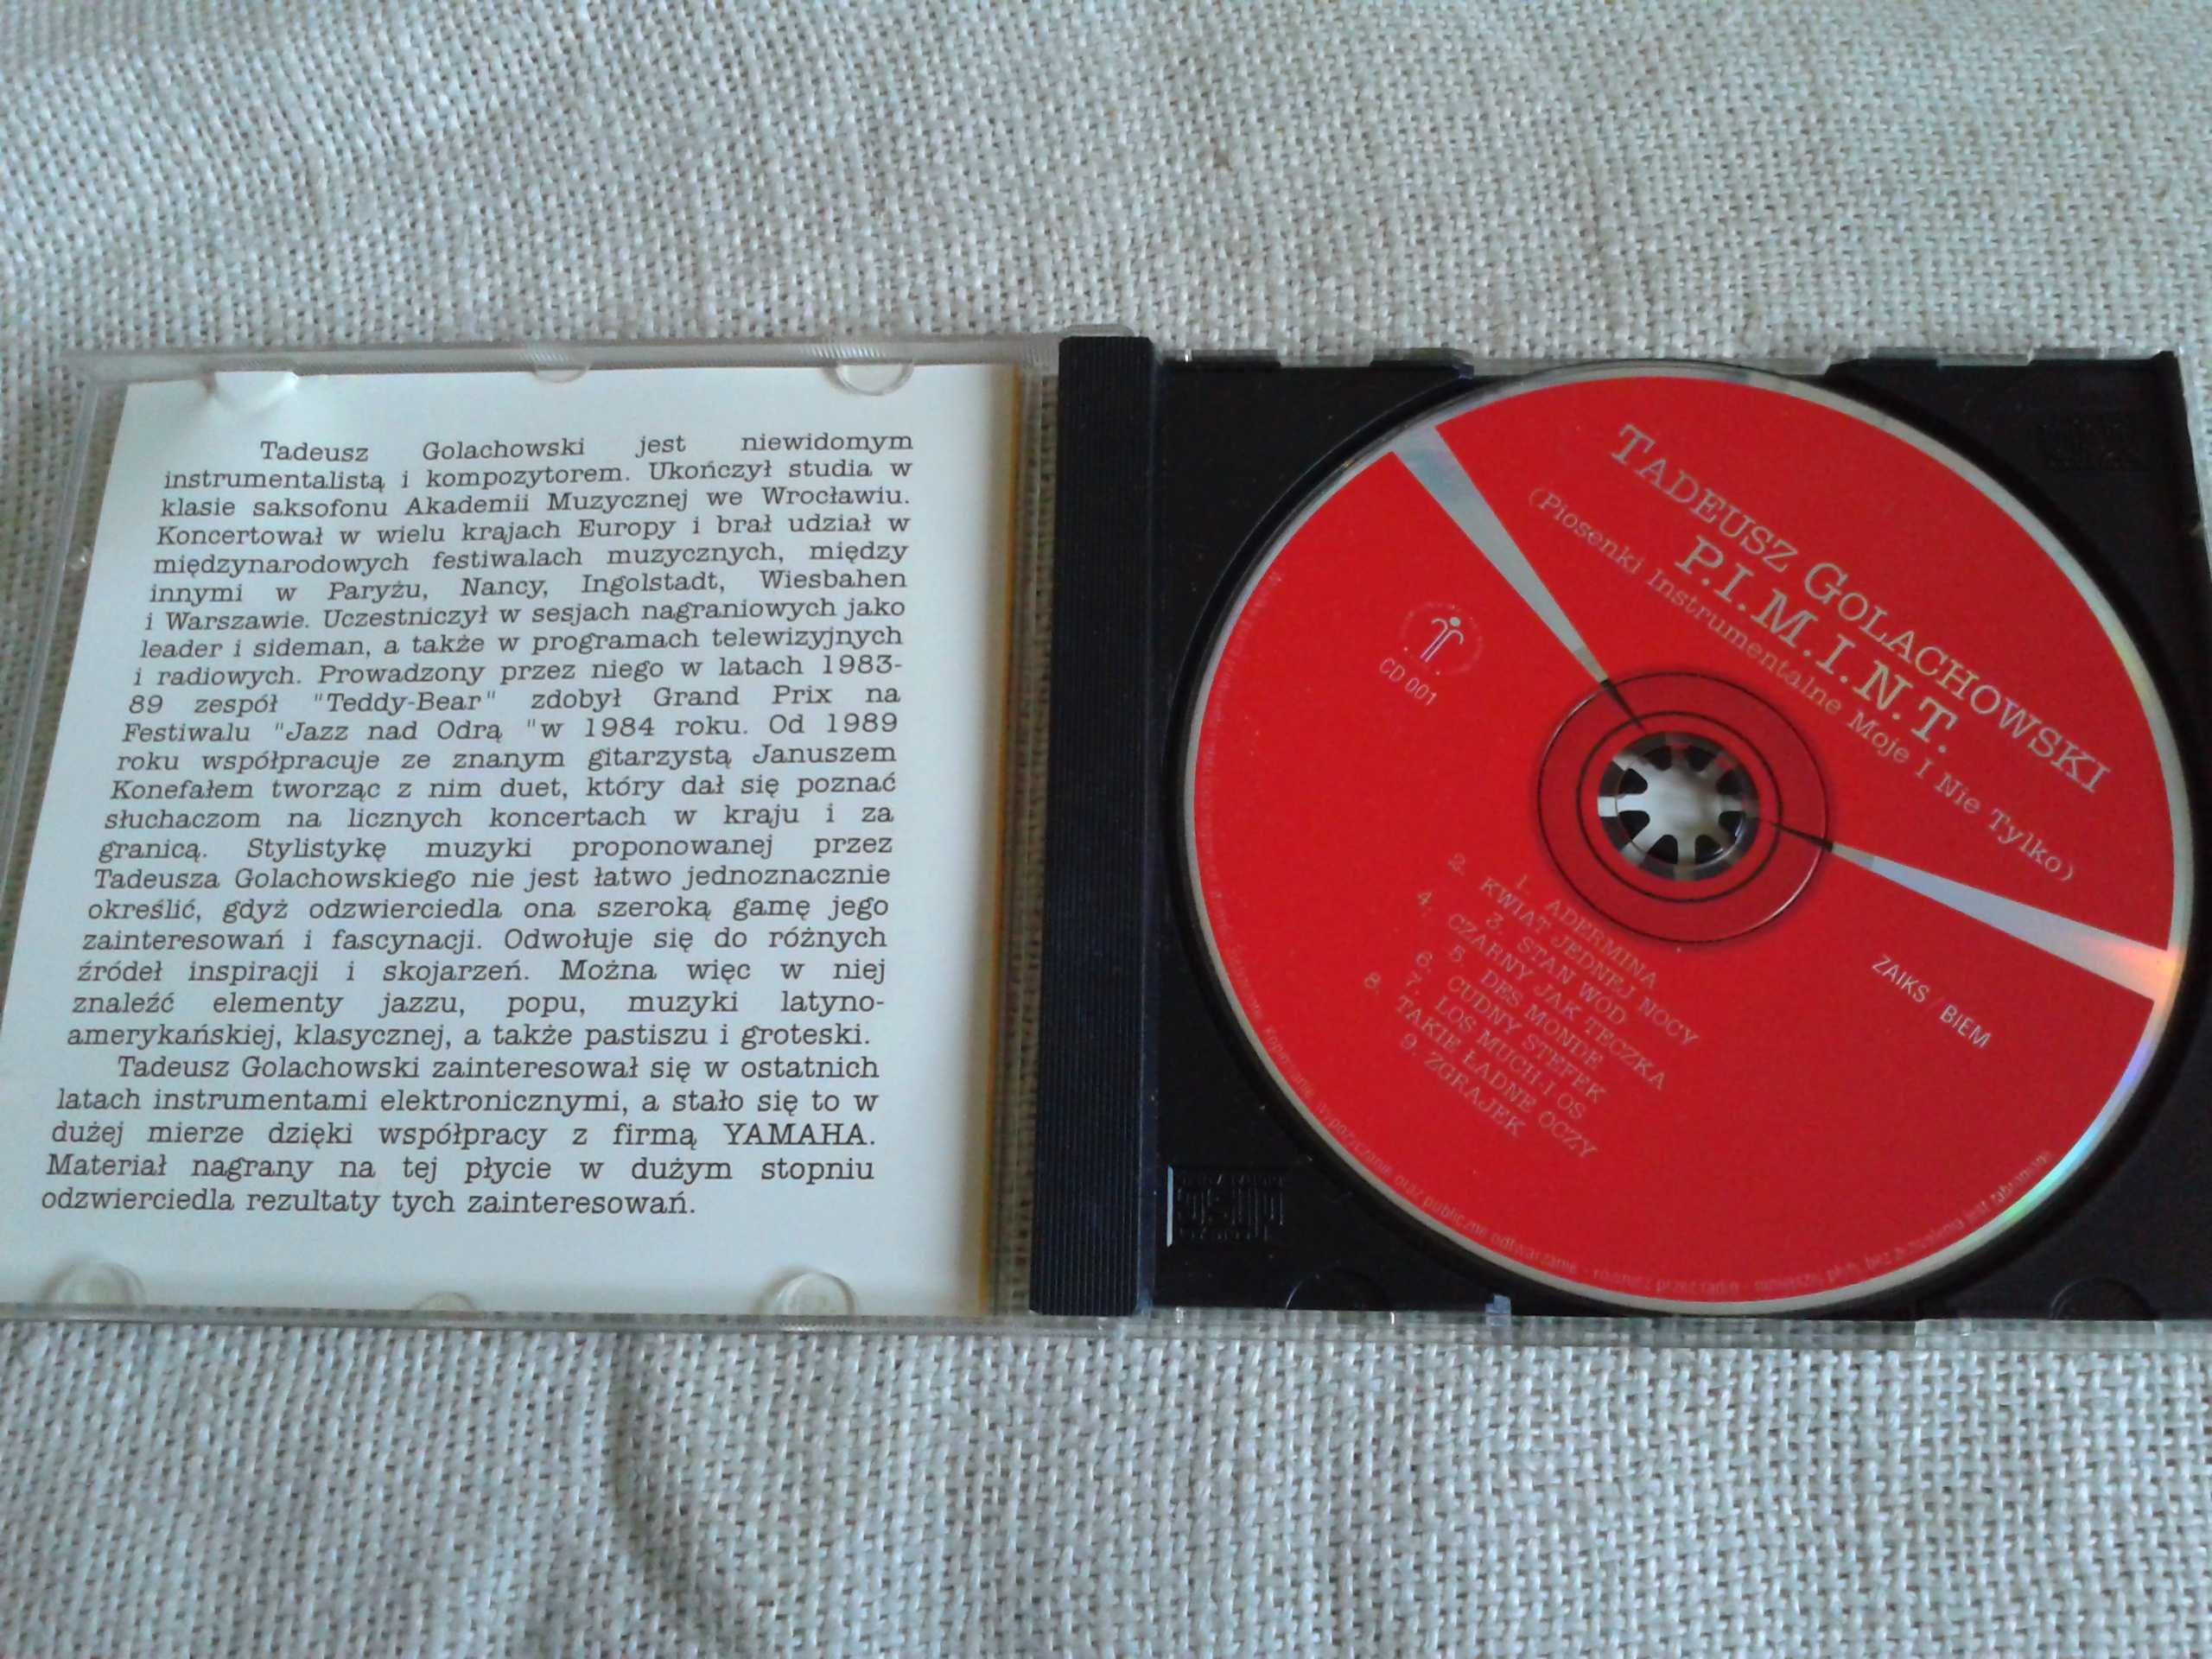 Tadeusz Golachowski jest niewidomym
instrumentalistą i kompozytorem. Ukończył studia w
klasie saksofonu Akademii Muzycznej we Wrocławiu.
Koncertował w wielu krajach Europy i brał udział w
międzynarodowych festiwalach muzycznych, między
innymi w Paryżu, Nancy, Ingolstadt, Wiesbahen
i Warszawie. Uczestniczył w sesjach nagraniowych jako
leader i sideman, a także w programach telewizyjnych
i radiowych. Prowadzony przez niego w latach 1983-
89 zespół "Teddy-Bear" zdobył Grand Prix na
Festiwalu "Jazz nad Odrą "w 1984 roku. Od 1989
roku współpracuje ze znanym gitarzystą Januszem
Konefałem tworząc z nim duet, który dał się poznać
słuchaczom na licznych koncertach w kraju i za
granicą. Stylistykę muzyki proponowanej przez
Tadeusza Golachowskiego nie jest łatwo jednoznacznie
określić, gdyż odzwierciedla ona szeroką gamę jego
zainteresowań i fascynacji. Odwołuje się do różnych
źródeł inspiracji i skojarzeń. Można więc w niej
znaleźć elementy jazzu, popu, muzyki latyno-
amerykańskiej, klasycznej, a także pastiszu i groteski.
Tadeusz Golachowski zainteresował się w ostatnich
latach instrumentami elektronicznymi, a stało się to w
dużej mierze dzięki współpracy z firmą YAMAHA.
Materiał nagrany na tej płycie w dużym stopniu
odzwierciedla rezultaty tych zainteresowań.
TADEUSZ GOLACHOWSKI
P.I.M.I.N.T.
(Piosenki Instrumentalne Moje I Nie Tylko)
CD 001
ZAIKS / BIEM
1. ADERMINA
2. KWIAT JEDNEJ NOCY
3. STAN WOD
4. CZARNY JAK TECZKA
5. DES MONDE
6. CUDNY STEFEK
7. LOS MUCH I OS
8. TAKIE ŁADNE OCZY
9. ZGRAJEK